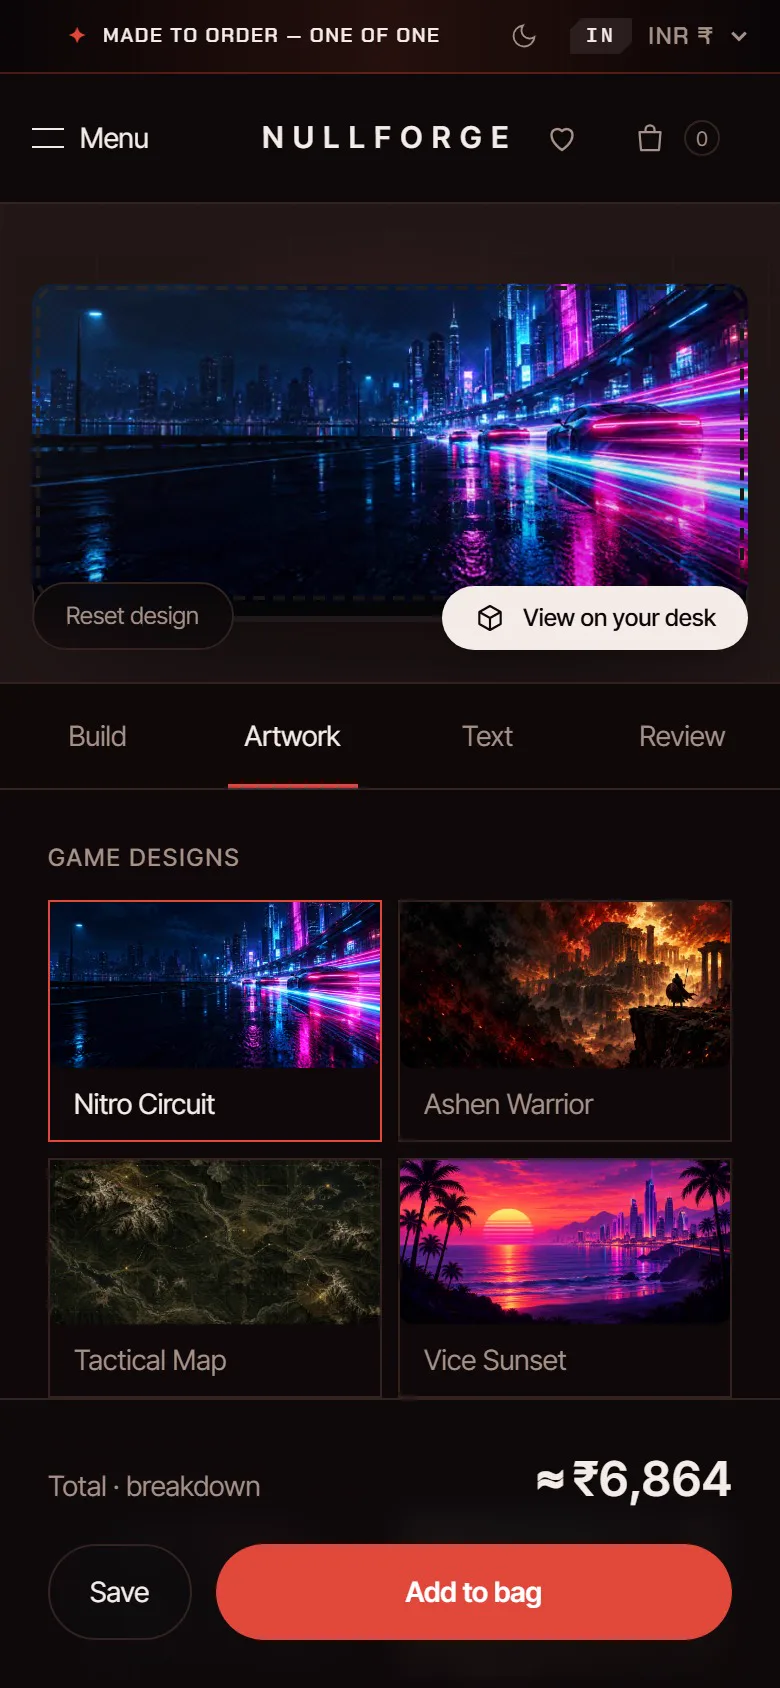 MADE TO ORDER — ONE OF ONE
IN
INR ₹
Menu
NULLFORGE
0
Reset design
View on your desk
Build
Artwork
Text
Review
GAME DESIGNS
Nitro Circuit
Ashen Warrior
Tactical Map
Vice Sunset
Total · breakdown
≈ ₹6,864
Save
Add to bag